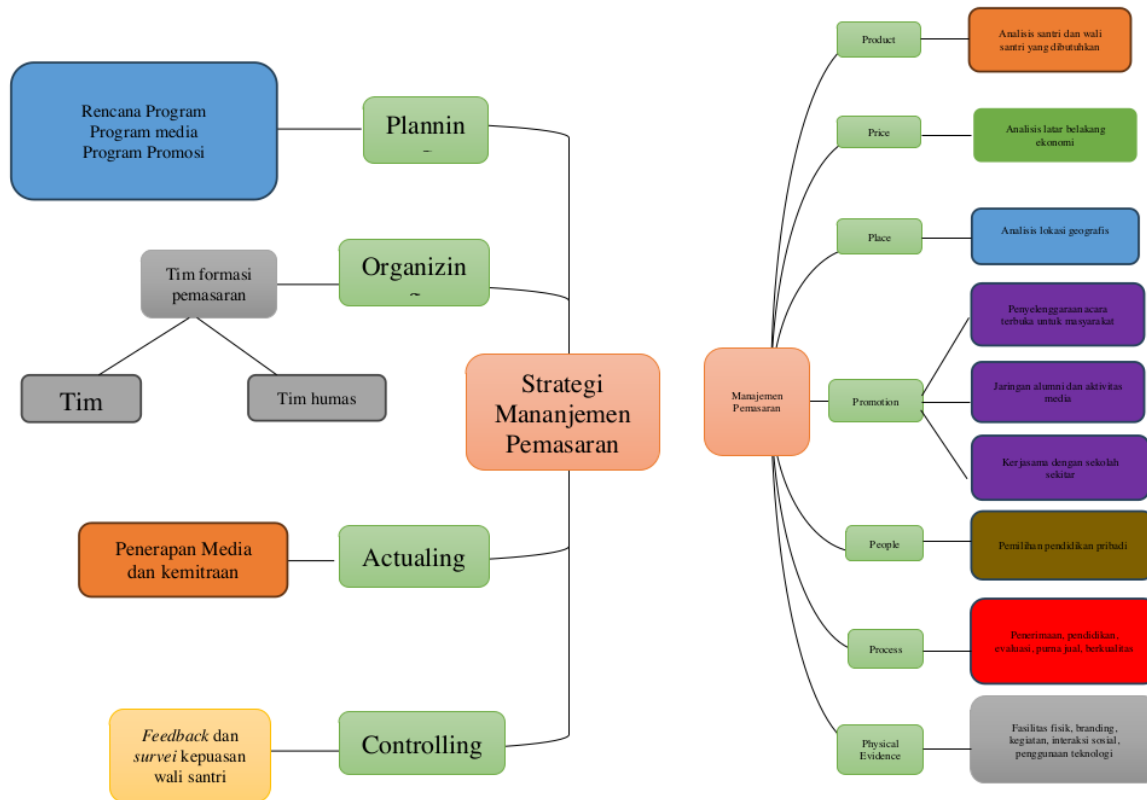 Rencana Program
Program media
Program Promosi
Plannin
Tim formasi
pemasaran
Organizin
Tim
Tim humas
Strategi
Mananjemen
Pemasaran
Penerapan Media
dan kemitraan
Actualing
Feedback dan
survei kepuasan
wali santri
Controlling
Manajemen
Pemasaran
Product
Analisis santri dan wali
santri yang dibutuhkan
Price
Analisis latar belakang
ekonomi
Place
Analisis lokasi geografis
Promotion
Penyelenggaraan acara
terbuka untuk masyarakat
Jaringan alumni dan aktivitas
media
Kerjasama dengan sekolah
sekitar
People
Pemilihan pendidikan pribadi
Process
Penerimaan, pendidikan,
evaluasi, purna jual, berkualitas
Physical
Evidence
Fasilitas fisik, branding,
kegiatan, interaksi sosial,
penggunaan teknologi